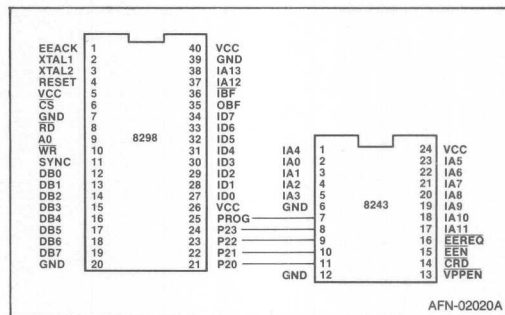 EEACK 1 40 VCC
XTAL1 2 39 GND
XTAL2 3 38 IA13
RESET 4 37 IA12
VCC 5 36 IBF
CS 6 35 OBF
GND 7 34 ID7
RD 8 33 ID6
A0 9 8298 32 ID5
WR 10 31 ID4
SYNC 11 30 ID3
DB0 12 29 ID2
DB1 13 28 ID1
DB2 14 27 ID0
DB3 15 26 VCC
DB4 16 25 PROG
DB5 17 24 P23
DB6 18 23 P22
DB7 19 22 P21
GND 20 21 P20
IA4 1 24 VCC
IA0 2 23 IA5
IA1 3 22 IA6
IA2 4 21 IA7
IA3 5 20 IA8
GND 6 8243 19 IA9
7 18 IA10
8 17 IA11
9 16 EEREQ
10 15 EEN
11 14 CRD
GND 12 13 VPPEN
AFN-02020A